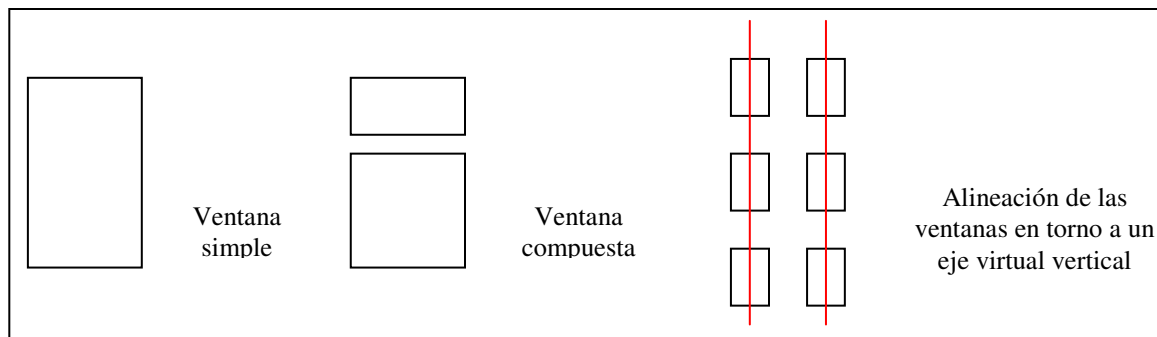 Ventana
simple
Ventana
compuesta
Alineación de las
ventanas en torno a un
eje virtual vertical